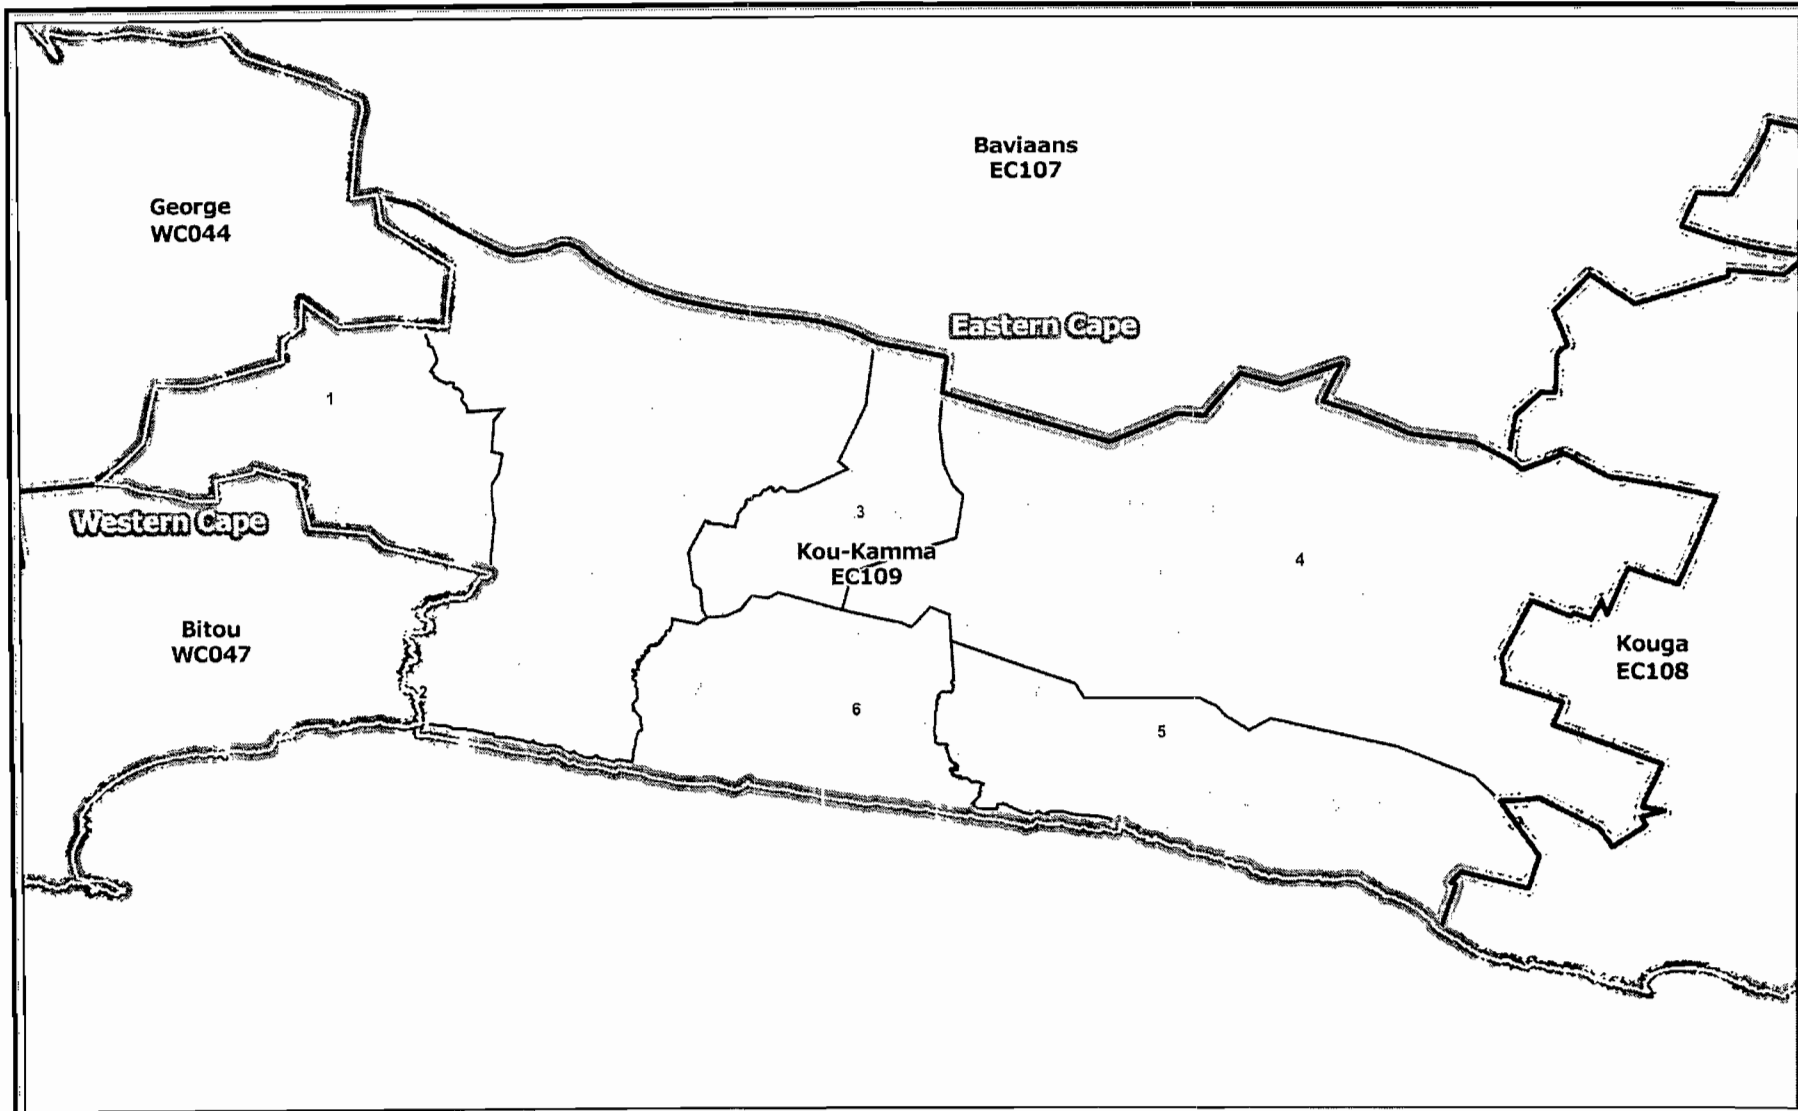 Baviaans
EC107
George
WC044
Eastern Cape
1
3
Western Cape
Kou-Kamma
EC109
4
Bitou
WC047
Kouga
EC108
2
6
5